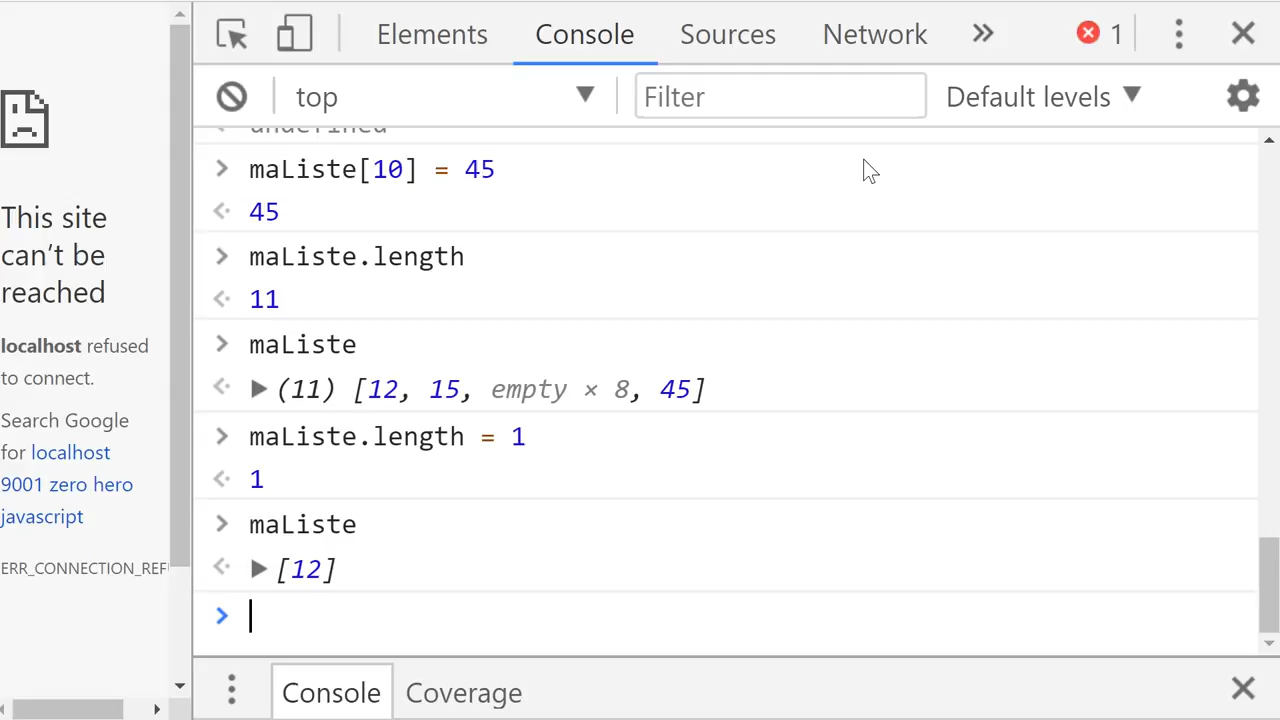 Elements Console Sources Network » 1
top Filter Default levels
undefined
> maListe[10] = 45
45
> maListe.length
11
> maListe
(11) [12, 15, empty × 8, 45]
> maListe.length = 1
1
> maListe
[12]
>
This site
can’t be
reached
localhost refused
to connect.
Search Google
for localhost
9001 zero hero
javascript
ERR_CONNECTION_REF
Console Coverage